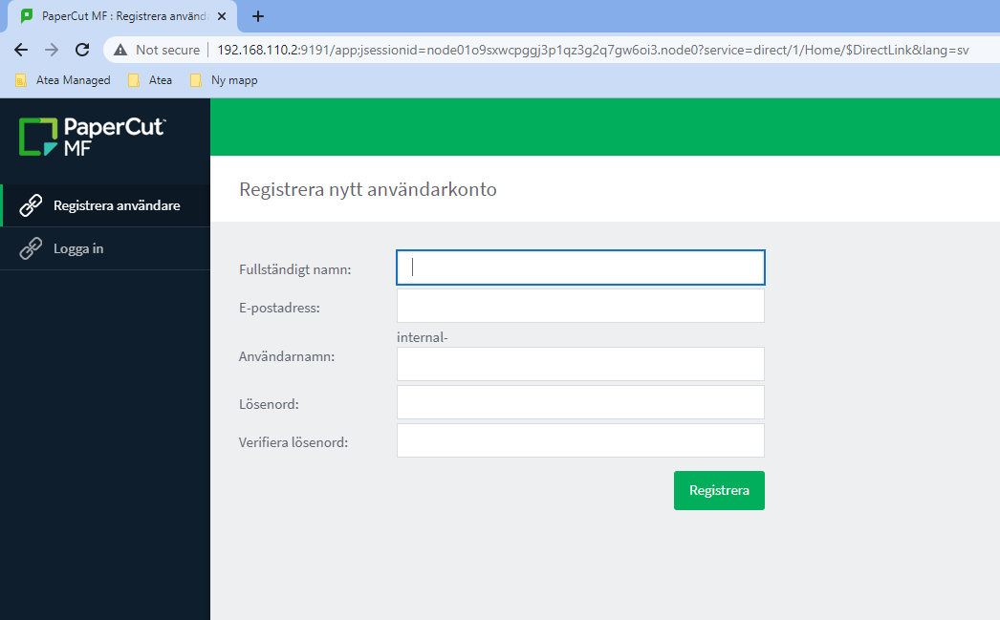 PaperCut MF : Registrera använd
Not secure
192.168.110.2:9191/app;jsessionid=node01o9sxwcpggj3p1qz3g2q7gw6oi3.node0?service=direct/1/Home/$DirectLink&lang=sv
Atea Managed
Atea
Ny mapp
PaperCut™
MF
Registrera användare
Logga in
Registrera nytt användarkonto
Fullständigt namn:
E-postadress:
internal-
Användarnamn:
Lösenord:
Verifiera lösenord:
Registrera